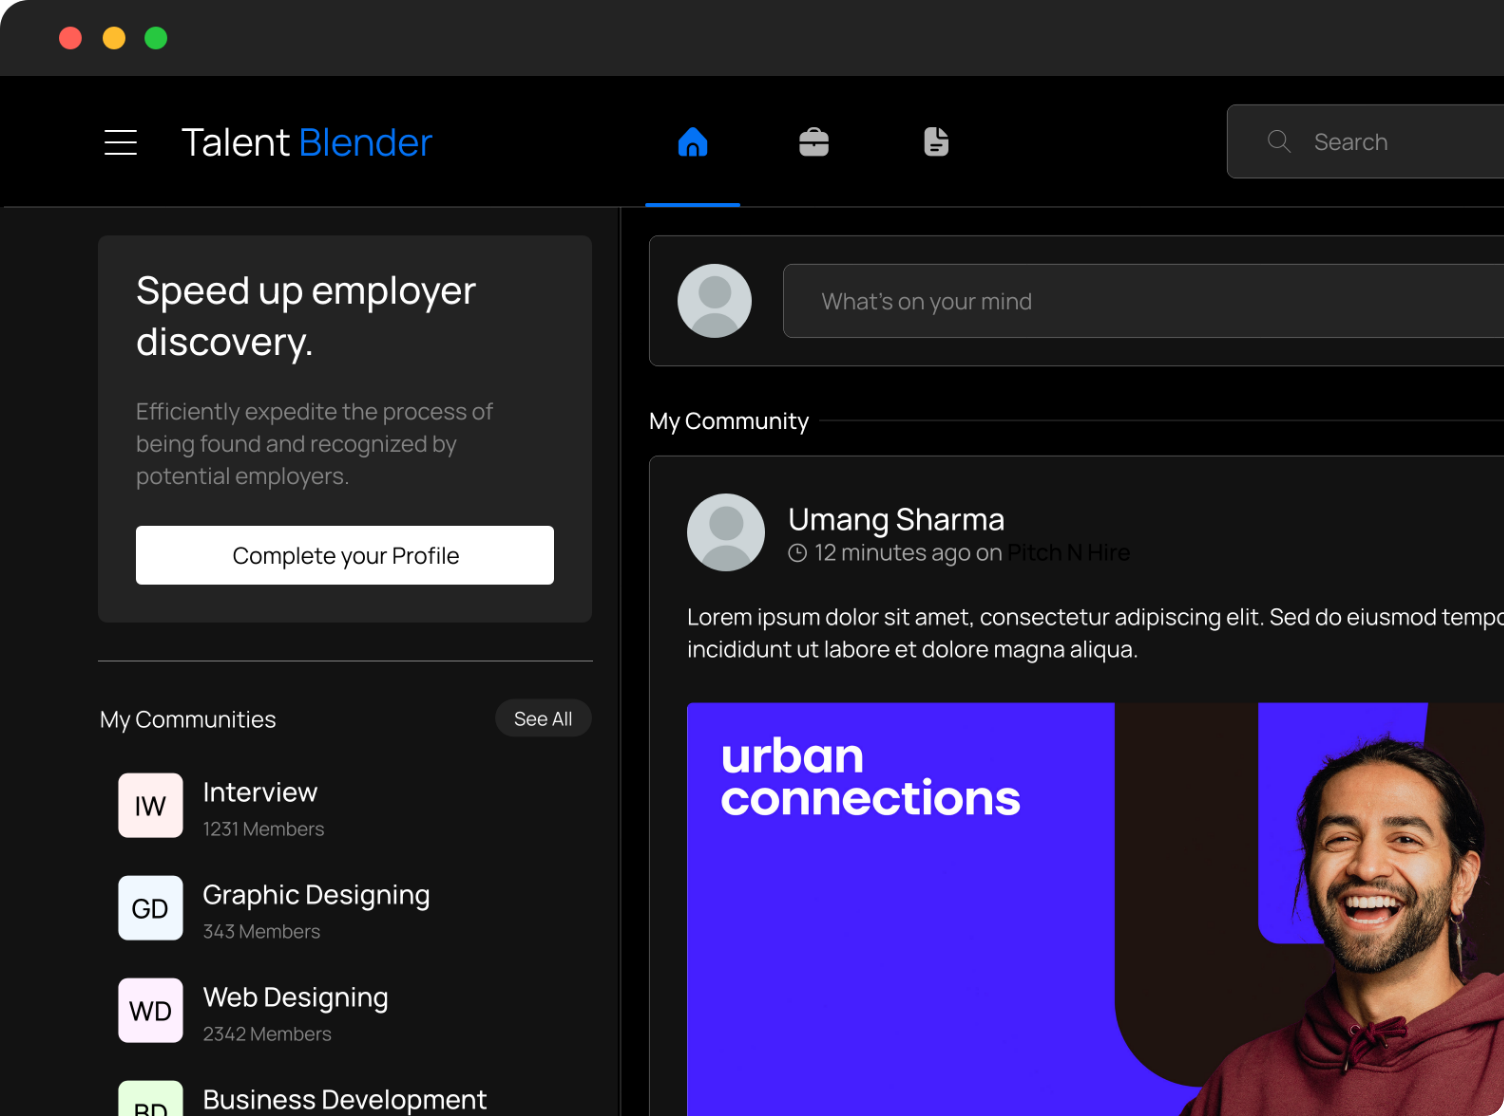 Talent Blender
Search
Speed up employer
discovery.
Efficiently expedite the process of
being found and recognized by
potential employers.
Complete your Profile
My Communities
See All
IW
Interview
1231 Members
GD
Graphic Designing
343 Members
WD
Web Designing
2342 Members
BD
Business Development
What's on your mind
My Community
Umang Sharma
12 minutes ago on Pitch N Hire
Lorem ipsum dolor sit amet, consectetur adipiscing elit. Sed do eiusmod tempo
incididunt ut labore et dolore magna aliqua.
urban
connections